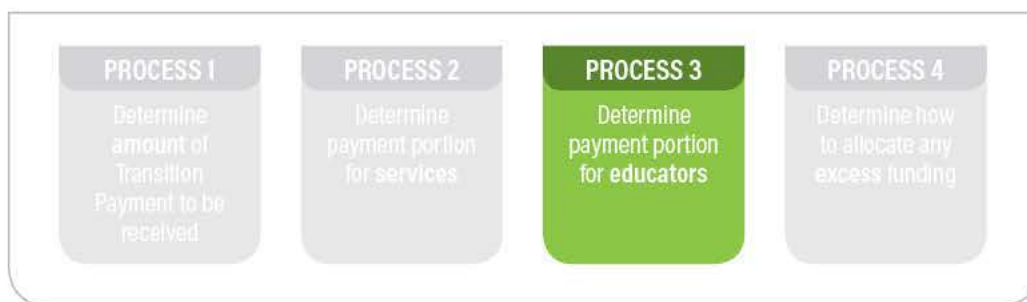 PROCESS 1
Determine
amount of
Transition
Payment to be
received
PROCESS 2
Determine
payment portion
for services
PROCESS 3
Determine
payment portion
for educators
PROCESS 4
Determine how
to allocate any
excess funding